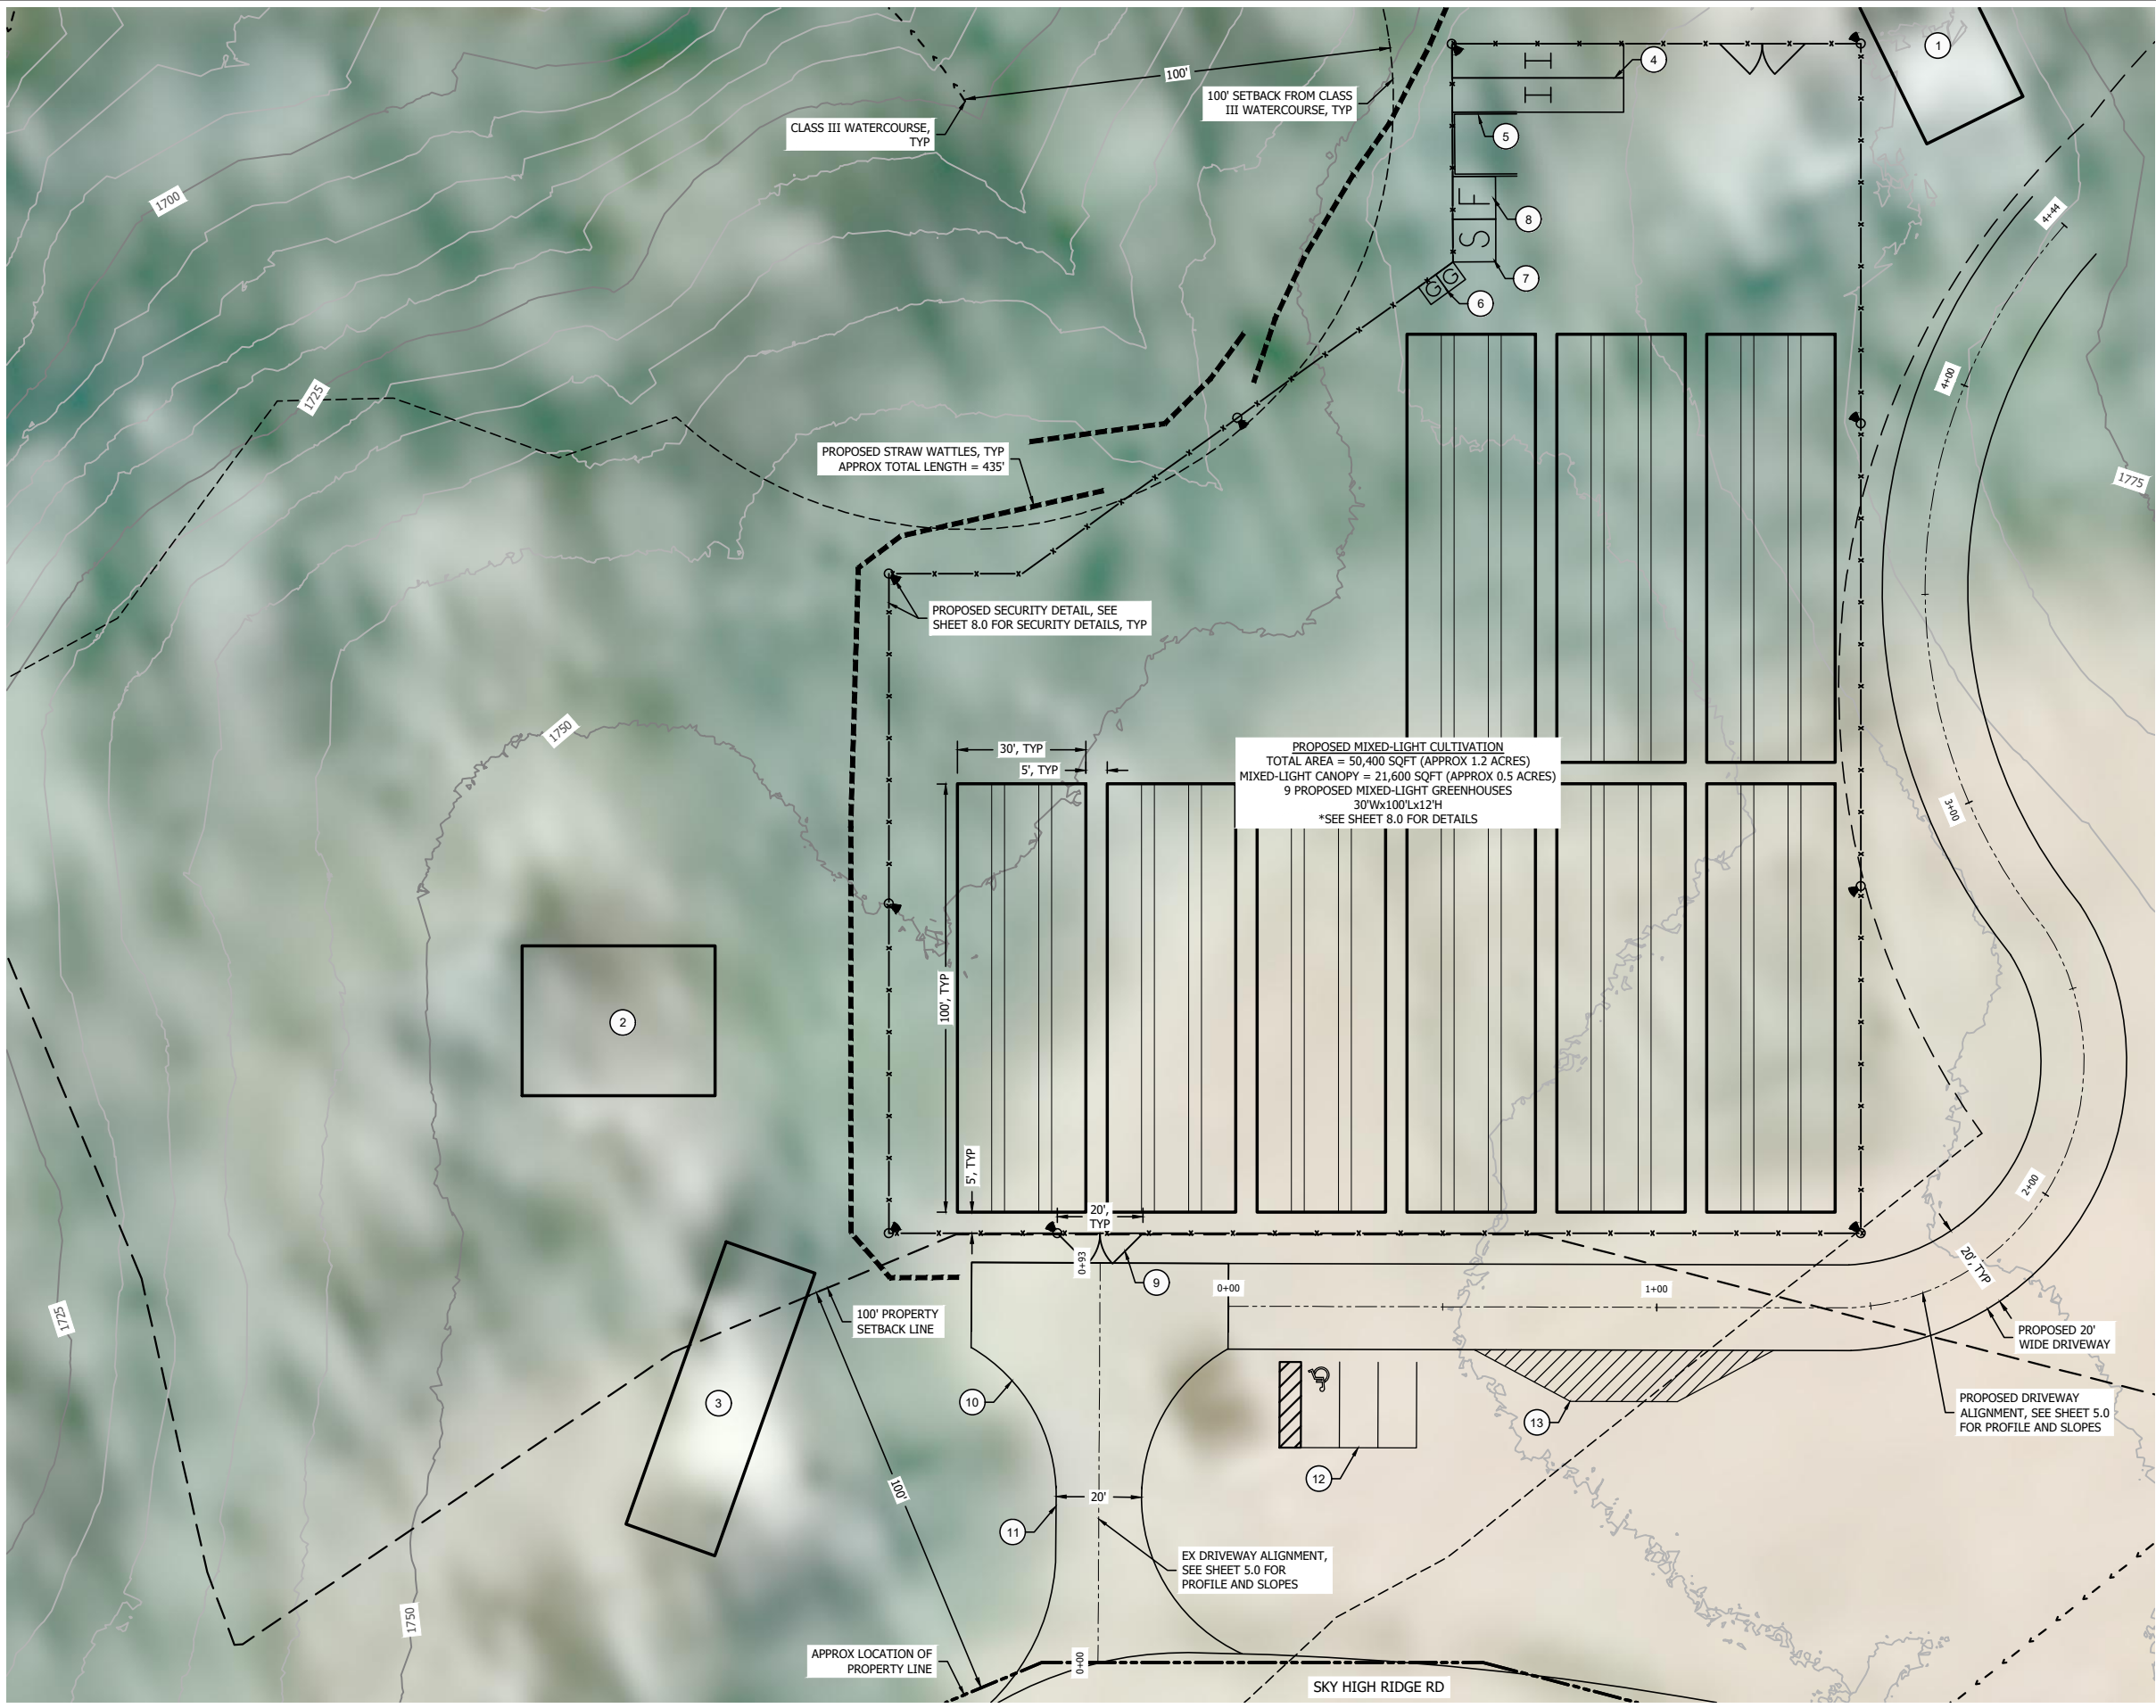 1
4
100'
100' SETBACK FROM CLASS
III WATERCOURSE, TYP
CLASS III WATERCOURSE,
TYP
5
1700
F
8
S
4+44
7
G G
6
1725
4+00
PROPOSED STRAW WATTLES, TYP
APPROX TOTAL LENGTH = 435'
1775
PROPOSED SECURITY DETAIL, SEE
SHEET 8.0 FOR SECURITY DETAILS, TYP
1750
30', TYP
5', TYP
PROPOSED MIXED-LIGHT CULTIVATION
TOTAL AREA = 50,400 SQFT (APPROX 1.2 ACRES)
MIXED-LIGHT CANOPY = 21,600 SQFT (APPROX 0.5 ACRES)
9 PROPOSED MIXED-LIGHT GREENHOUSES
30'Wx100'Lx12'H
*SEE SHEET 8.0 FOR DETAILS
3+00
100', TYP
2
5', TYP
2+00
20',
TYP
0+93
9
0+00
1+00
20', TYP
1725
100' PROPERTY
SETBACK LINE
PROPOSED 20'
WIDE DRIVEWAY
3
10
13
PROPOSED DRIVEWAY
ALIGNMENT, SEE SHEET 5.0
FOR PROFILE AND SLOPES
12
100'
20'
11
EX DRIVEWAY ALIGNMENT,
SEE SHEET 5.0 FOR
PROFILE AND SLOPES
1750
APPROX LOCATION OF
PROPERTY LINE
0+00
SKY HIGH RIDGE RD